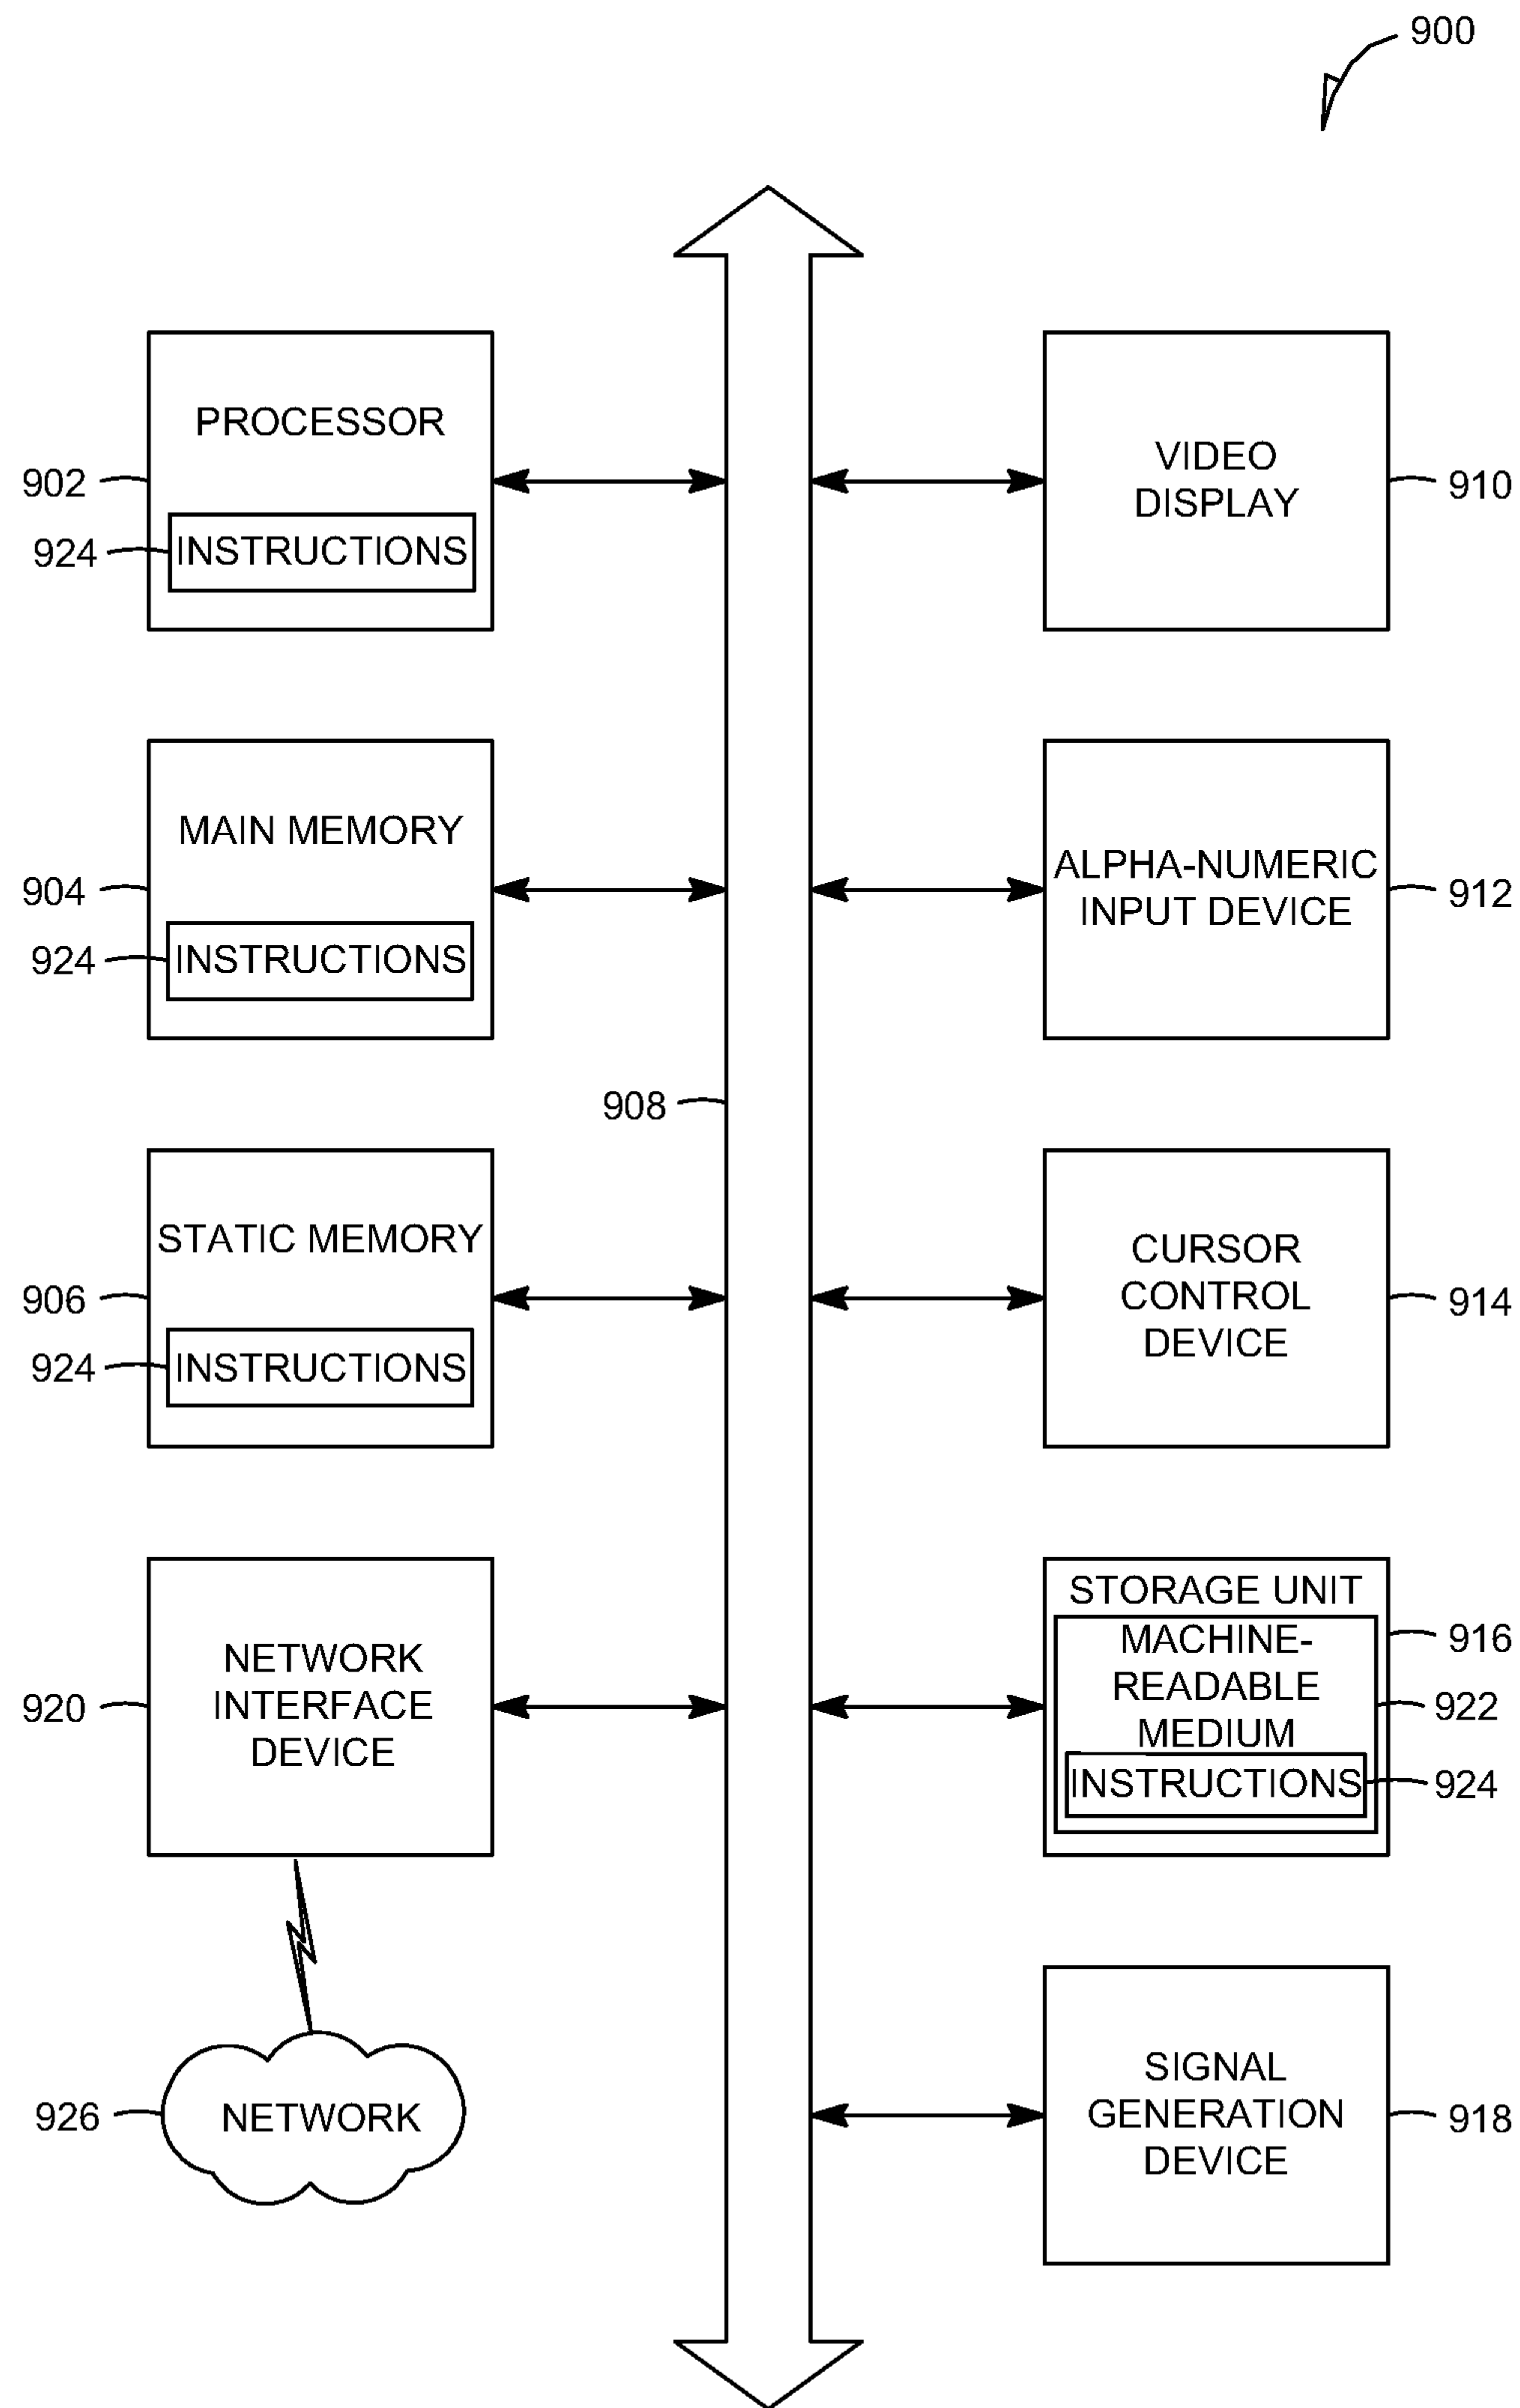 900
PROCESSOR
902
924
INSTRUCTIONS
VIDEO
DISPLAY
910
MAIN MEMORY
904
924
INSTRUCTIONS
ALPHA-NUMERIC
INPUT DEVICE
912
908
STATIC MEMORY
906
924
INSTRUCTIONS
CURSOR
CONTROL
DEVICE
914
NETWORK
INTERFACE
DEVICE
920
STORAGE UNIT
MACHINE-
READABLE
MEDIUM
INSTRUCTIONS
916
922
924
926
NETWORK
SIGNAL
GENERATION
DEVICE
918